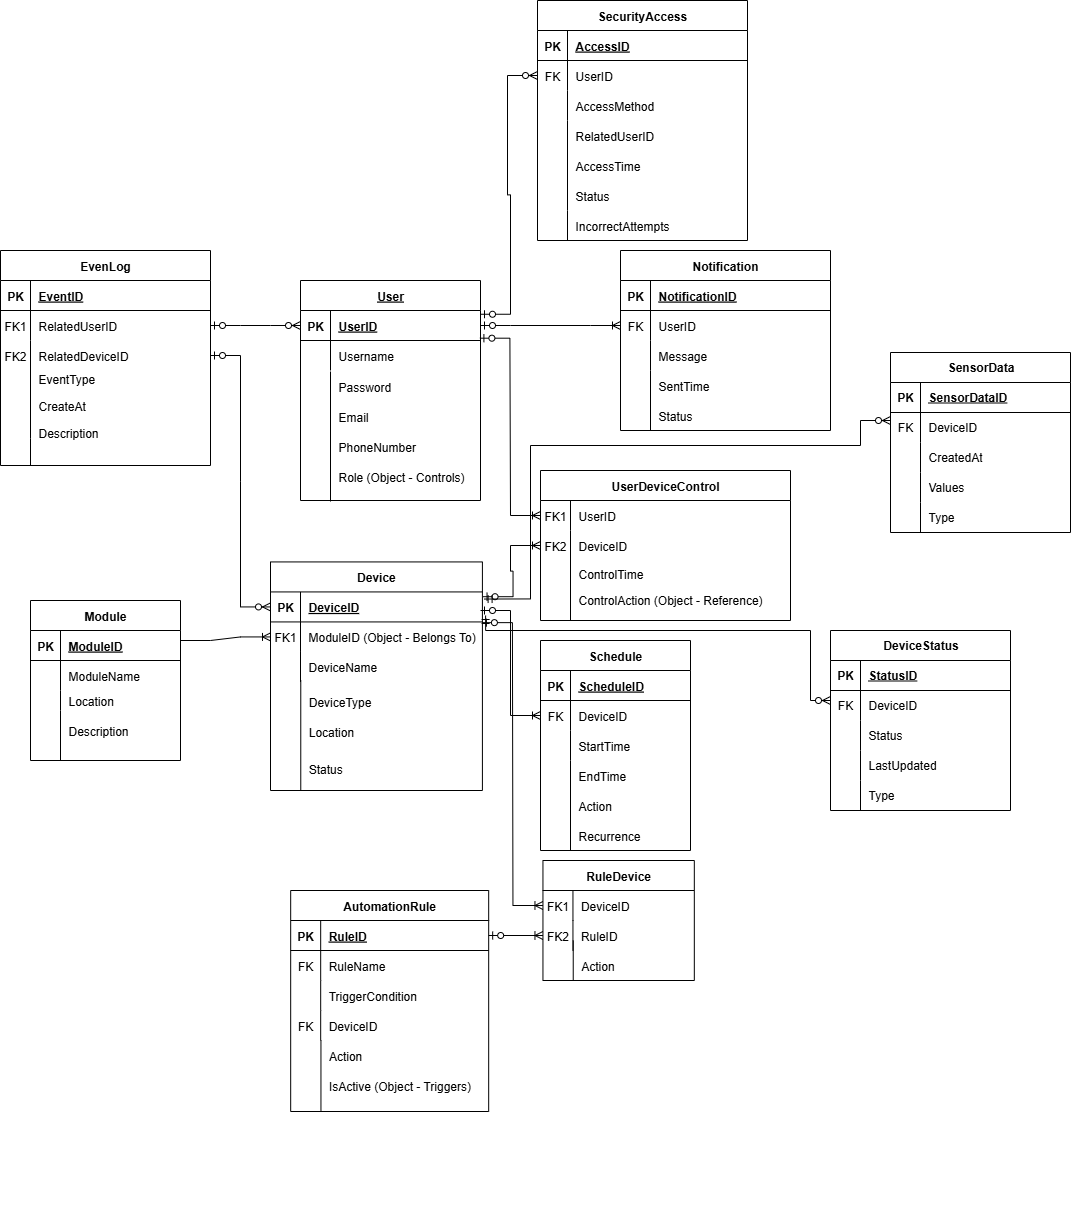 SecurityAccess
PK AccessID
FK UserID
AccessMethod
RelatedUserID
AccessTime
Status
IncorrectAttempts
EvenLog
PK EventID
FK1 RelatedUserID
FK2 RelatedDeviceID
EventType
CreateAt
Description
User
PK UserID
Username
Password
Email
PhoneNumber
Role (Object - Controls)
Notification
PK NotificationID
FK UserID
Message
SentTime
Status
SensorData
PK SensorDataID
FK DeviceID
CreatedAt
Values
Type
UserDeviceControl
FK1 UserID
FK2 DeviceID
ControlTime
ControlAction (Object - Reference)
Device
PK DeviceID
FK1 ModuleID (Object - Belongs To)
DeviceName
DeviceType
Location
Status
Module
PK ModuleID
ModuleName
Location
Description
Schedule
PK ScheduleID
FK DeviceID
StartTime
EndTime
Action
Recurrence
DeviceStatus
PK StatusID
FK DeviceID
Status
LastUpdated
Type
RuleDevice
FK1 DeviceID
FK2 RuleID
Action
AutomationRule
PK RuleID
FK RuleName
TriggerCondition
FK DeviceID
Action
IsActive (Object - Triggers)